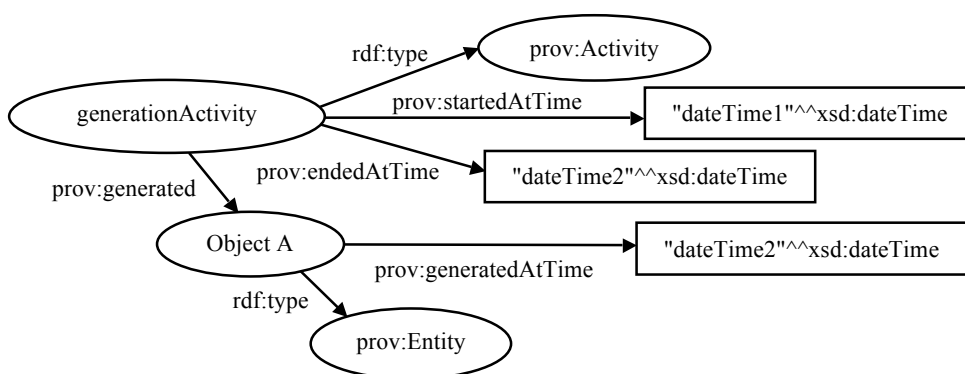 prov:Activity
rdf:type
prov:startedAtTime
generationActivity
"dateTime1"^^xsd:dateTime
prov:endedAtTime
"dateTime2"^^xsd:dateTime
prov:generated
Object A
"dateTime2"^^xsd:dateTime
prov:generatedAtTime
rdf:type
prov:Entity